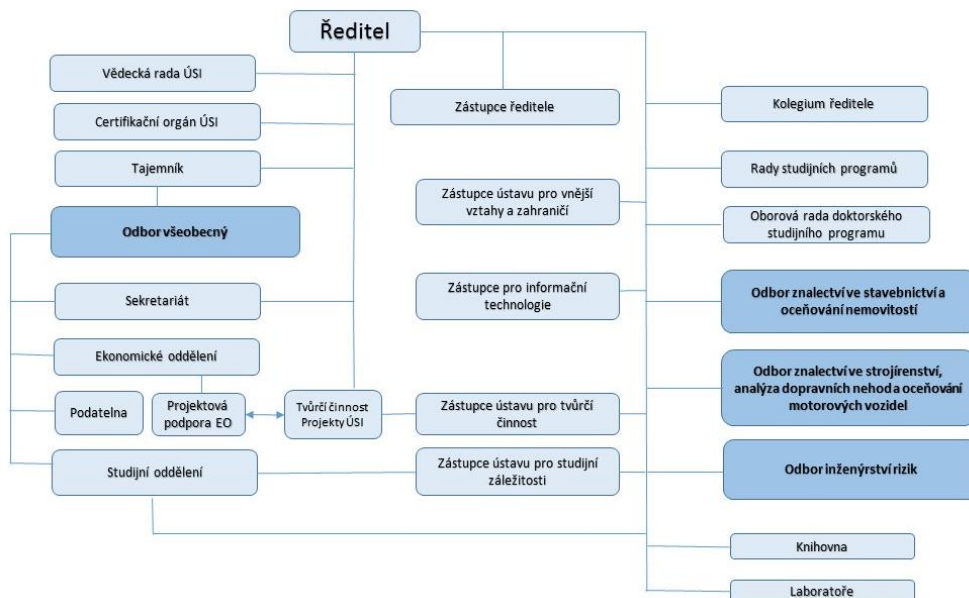 Ředitel
Vědecká rada ÚSI
Certifikační orgán ÚSI
Tajemník
Odbor všeobecný
Sekretariát
Ekonomické oddělení
Podatelna
Projektová
podpora EO
Tvůrčí činnost
Projekty ÚSI
Studijní oddělení
Zástupce ředitele
Zástupce ústavu pro vnější
vztahy a zahraničí
Zástupce pro informační
technologie
Zástupce ústavu pro tvůrčí
činnost
Zástupce ústavu pro studijní
záležitosti
Kolegium ředitele
Rady studijních programů
Oborová rada doktorského
studijního programu
Odbor znalectví ve stavebnictví a
oceňování nemovitostí
Odbor znalectví ve strojírenství,
analýza dopravních nehod a oceňování
motorových vozidel
Odbor inženýrství rizik
Knihovna
Laboratoře